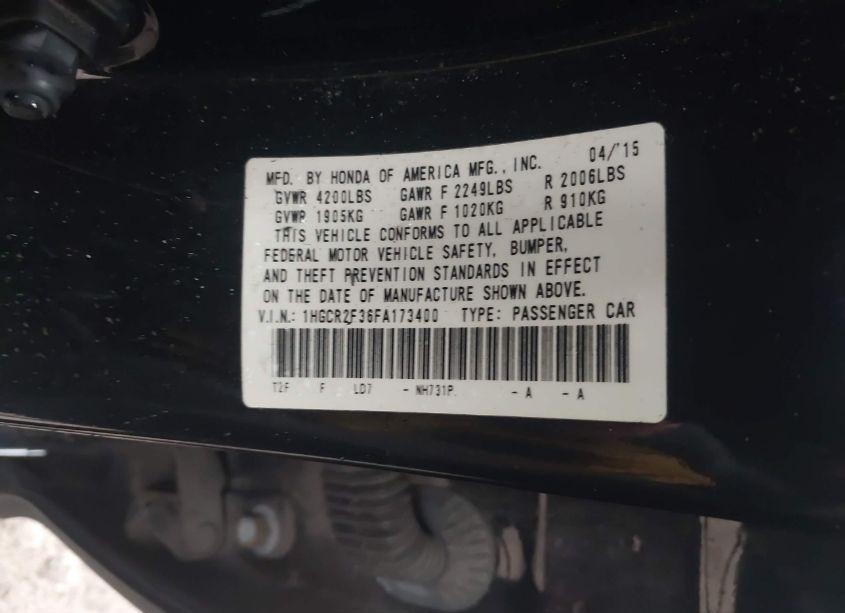 MFD. BY HONDA OF AMERICA MFG., INC. 04/'15
GVWR 4200LBS GAWR F 2249LBS R 2006LBS
GVWR 1905KG GAWR F 1020KG R 910KG
THIS VEHICLE CONFORMS TO ALL APPLICABLE
FEDERAL MOTOR VEHICLE SAFETY, BUMPER,
AND THEFT PREVENTION STANDARDS IN EFFECT
ON THE DATE OF MANUFACTURE SHOWN ABOVE.
V.I.N.: 1HGCR2F36FA173400 TYPE: PASSENGER CAR
T2F F LD7 - NH731P. - A - A